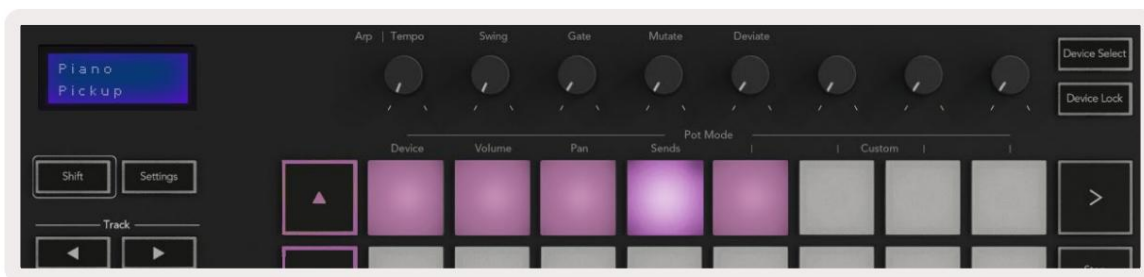 Piano
Pickup
Arp | Tempo Swing Gate Mutate Deviate
Device Select
Device Lock
Pot Mode
Device Volume Pan Sends Custom
Shift Settings
Track